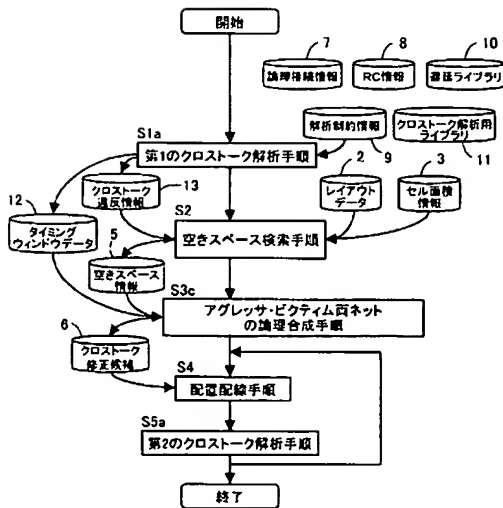 開始
7
8
10
論理接続情報
RC情報
遅延ライブラリ
解析制約情報
9
クロストーク解析用
ライブラリ
11
S1a
第1のクロストーク解析手順
クロストーク
違反情報
13
2
レイアウト
データ
3
セル面積
情報
12
タイミング
ウィンドウデータ
S2
空きスペース検索手順
5
空きスペース
情報
S3c
アグレッサ・ビクティム両ネット
の論理合成手順
6
クロストーク
修正候補
S4
配置配線手順
S5a
第2のクロストーク解析手順
終了